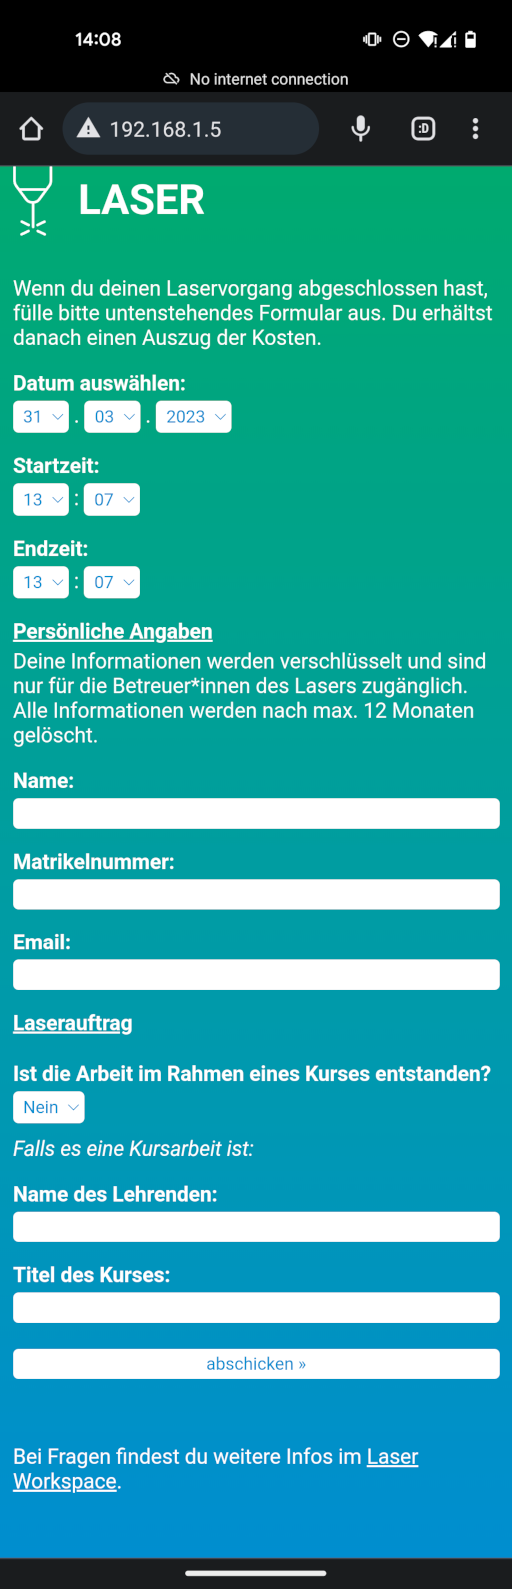 14:08
No internet connection
192.168.1.5
:D
LASER
Wenn du deinen Laservorgang abgeschlossen hast,
fülle bitte untenstehendes Formular aus. Du erhältst
danach einen Auszug der Kosten.
Datum auswählen:
31 . 03 . 2023
Startzeit:
13 : 07
Endzeit:
13 : 07
Persönliche Angaben
Deine Informationen werden verschlüsselt und sind
nur für die Betreuer*innen des Lasers zugänglich.
Alle Informationen werden nach max. 12 Monaten
gelöscht.
Name:
Matrikelnummer:
Email:
Laserauftrag
Ist die Arbeit im Rahmen eines Kurses entstanden?
Nein
Falls es eine Kursarbeit ist:
Name des Lehrenden:
Titel des Kurses:
abschicken »
Bei Fragen findest du weitere Infos im Laser
Workspace.